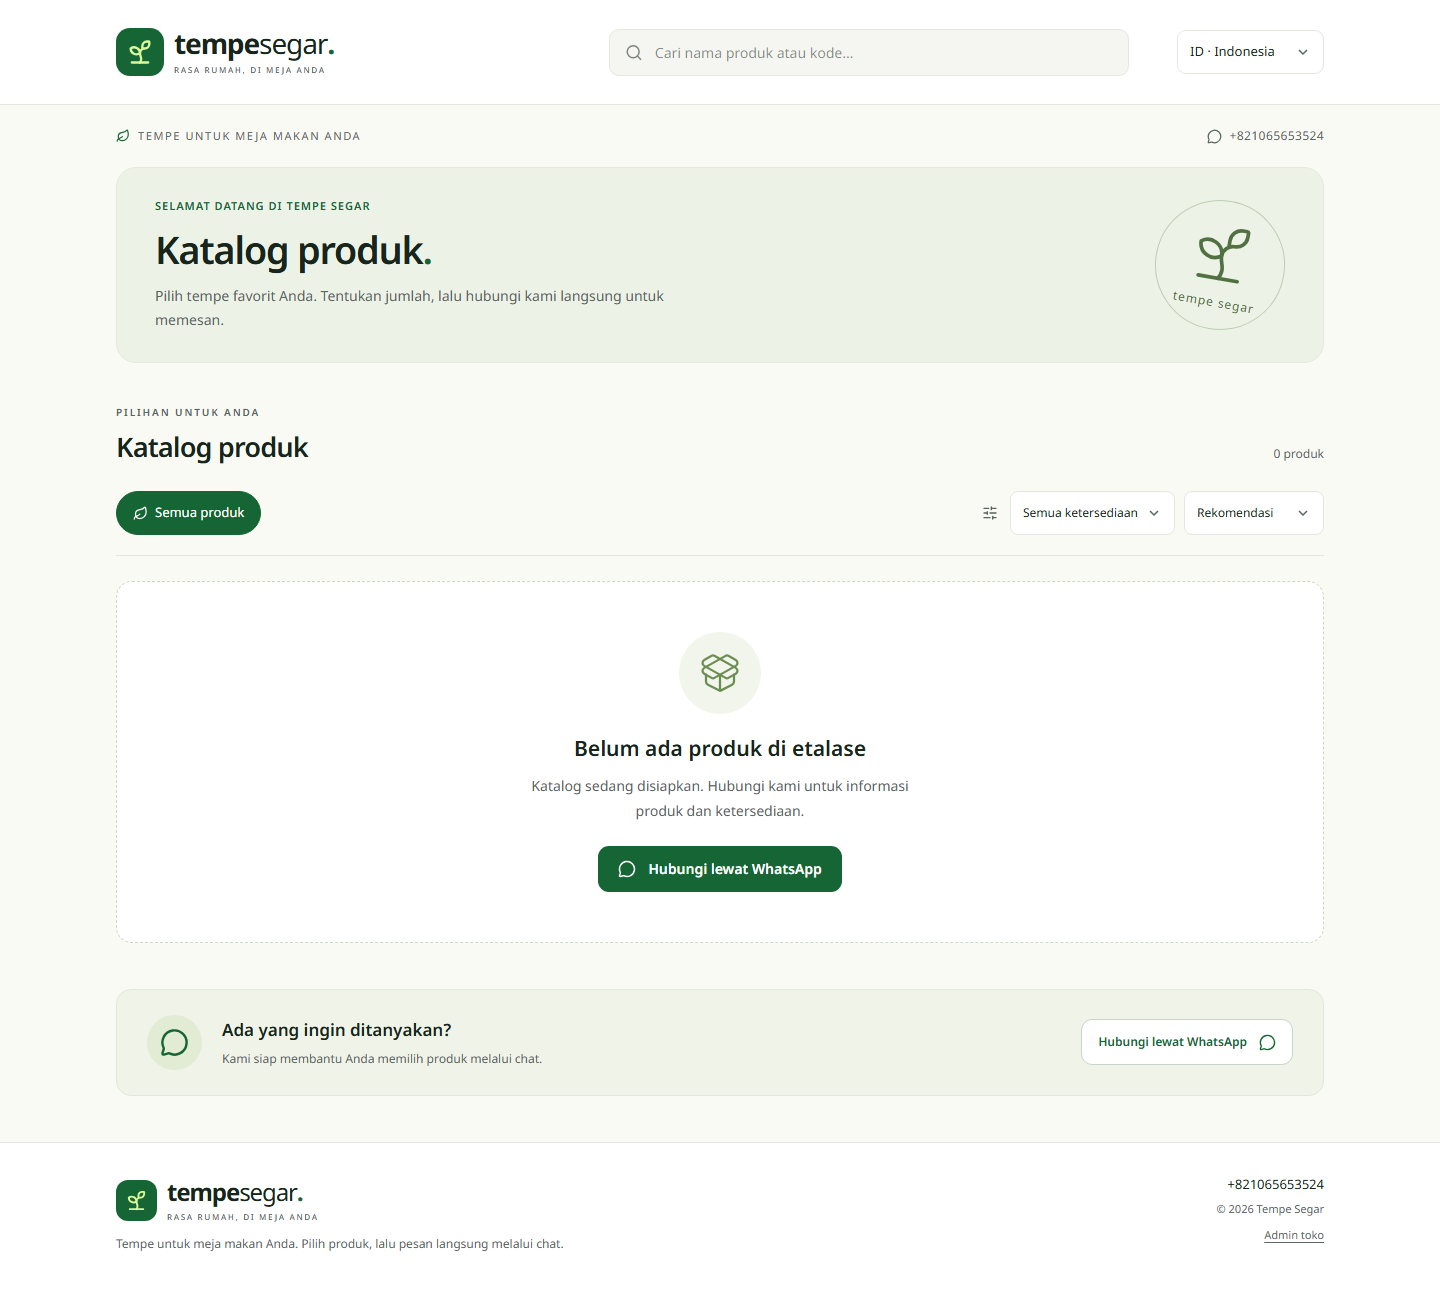 tempesegar.
RASA RUMAH, DI MEJA ANDA
Cari nama produk atau kode...
ID · Indonesia
TEMPE UNTUK MEJA MAKAN ANDA
+821065653524
SELAMAT DATANG DI TEMPE SEGAR
Katalog produk.
Pilih tempe favorit Anda. Tentukan jumlah, lalu hubungi kami langsung untuk
memesan.
tempe segar
PILIHAN UNTUK ANDA
Katalog produk
0 produk
Semua produk
Semua ketersediaan
Rekomendasi
Belum ada produk di etalase
Katalog sedang disiapkan. Hubungi kami untuk informasi
produk dan ketersediaan.
Hubungi lewat WhatsApp
Ada yang ingin ditanyakan?
Kami siap membantu Anda memilih produk melalui chat.
Hubungi lewat WhatsApp
tempesegar.
RASA RUMAH, DI MEJA ANDA
Tempe untuk meja makan Anda. Pilih produk, lalu pesan langsung melalui chat.
+821065653524
© 2026 Tempe Segar
Admin toko